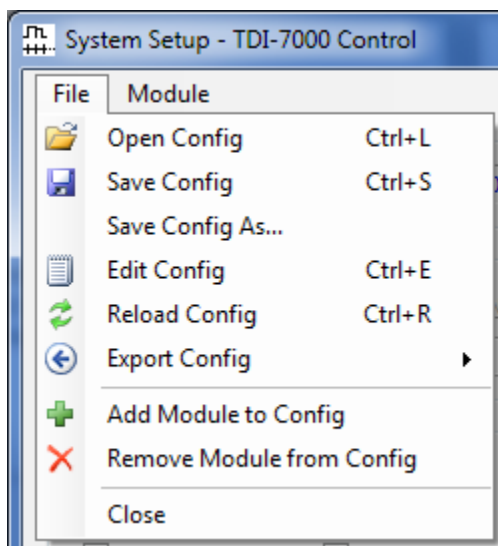 System Setup - TDI-7000 Control
File Module
Open Config Ctrl+L
Save Config Ctrl+S
Save Config As...
Edit Config Ctrl+E
Reload Config Ctrl+R
Export Config
Add Module to Config
Remove Module from Config
Close